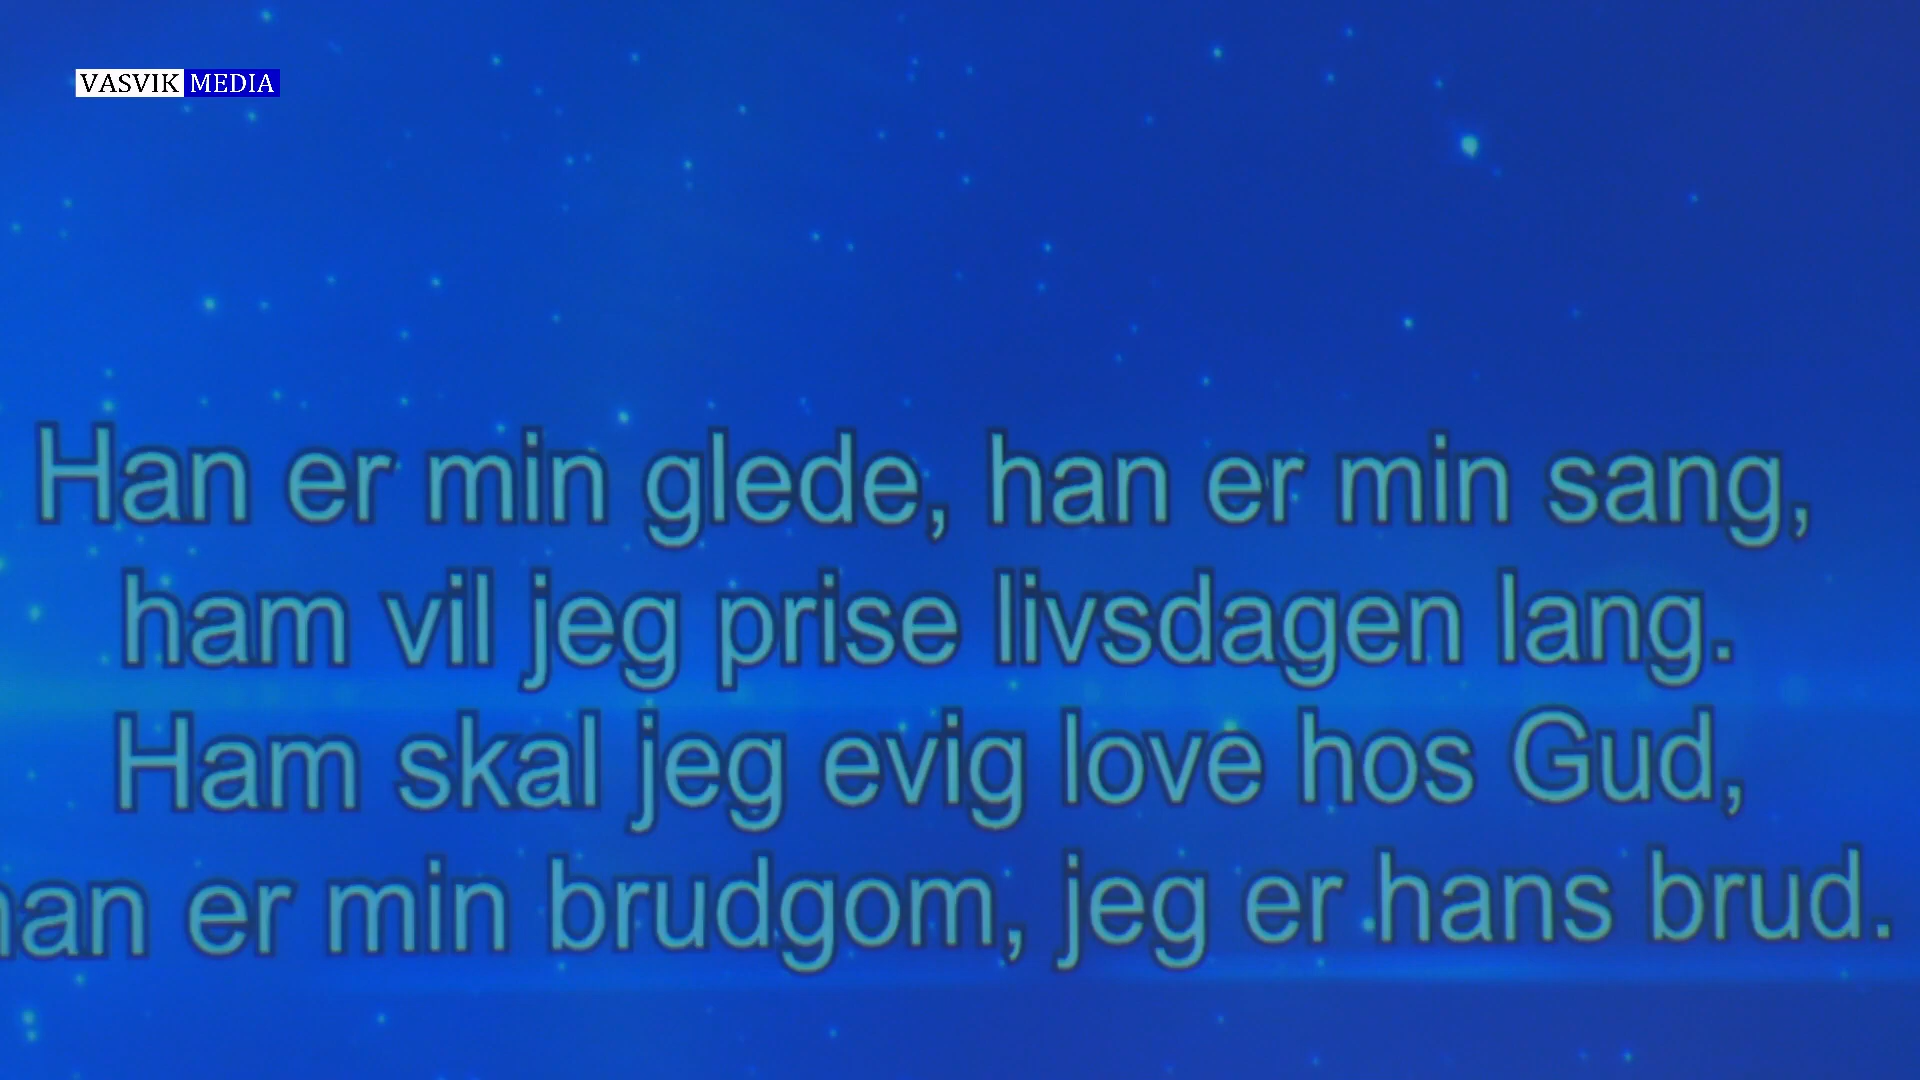 VASVIK MEDIA
Han er min glede, han er min sang,
ham vil jeg prise livsdagen lang.
Ham skal jeg evig love hos Gud,
han er min brudgom, jeg er hans brud.